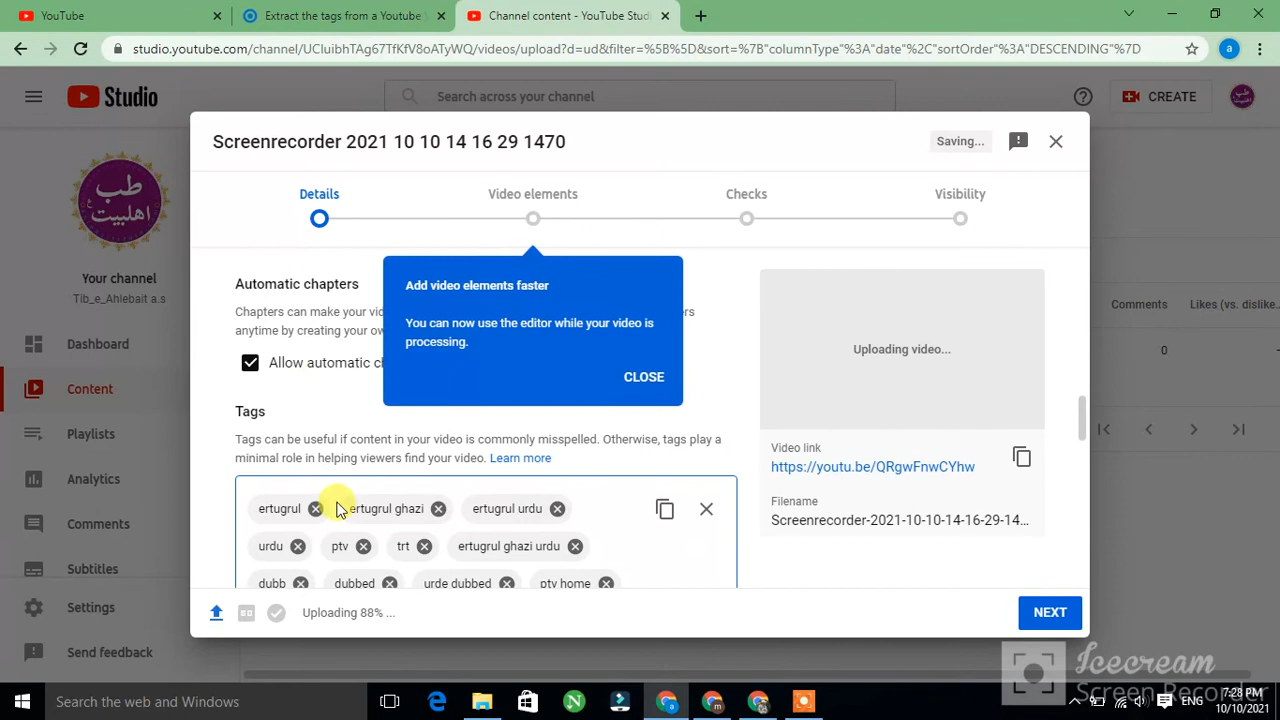 YouTube
Extract the tags from a Youtube V
Channel content - YouTube Studi
studio.youtube.com/channel/UCIuibhTAg67TfKfV8oATyWQ/videos/upload?d=ud&filter=%5B%5D&sort=%7B"columnType"%3A"date"%2C"sortOrder"%3A"DESCENDING"%7D
a
Studio
Search across your channel
CREATE
طب
اهلبیت
Your channel
Tib_e_Ahlebait a.s
Dashboard
Content
Playlists
Analytics
Comments
Subtitles
Settings
Send feedback
Comments
Likes (vs. dislike
0
Screenrecorder 2021 10 10 14 16 29 1470
Saving...
Details
Video elements
Checks
Visibility
Automatic chapters
Chapters can make your vid
ers
anytime by creating your ow
Allow automatic ch
Add video elements faster
You can now use the editor while your video is
processing.
CLOSE
Tags
Tags can be useful if content in your video is commonly misspelled. Otherwise, tags play a
minimal role in helping viewers find your video. Learn more
ertugrul ertugrul ghazi ertugrul urdu
urdu ptv trt ertugrul ghazi urdu
dubb dubbed urde dubbed ptv home
Uploading video...
Video link
https://youtu.be/QRgwFnwCYhw
Filename
Screenrecorder-2021-10-10-14-16-29-14...
Uploading 88% ...
NEXT
Icecream
Screen Recorder
Search the web and Windows
7:28 PM
10/10/2021